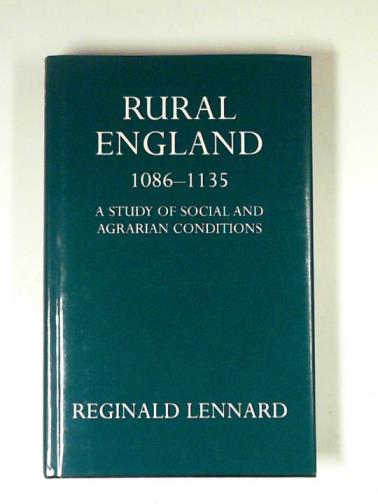 RURAL
ENGLAND
1086–1135
A STUDY OF SOCIAL AND
AGRARIAN CONDITIONS
REGINALD LENNARD